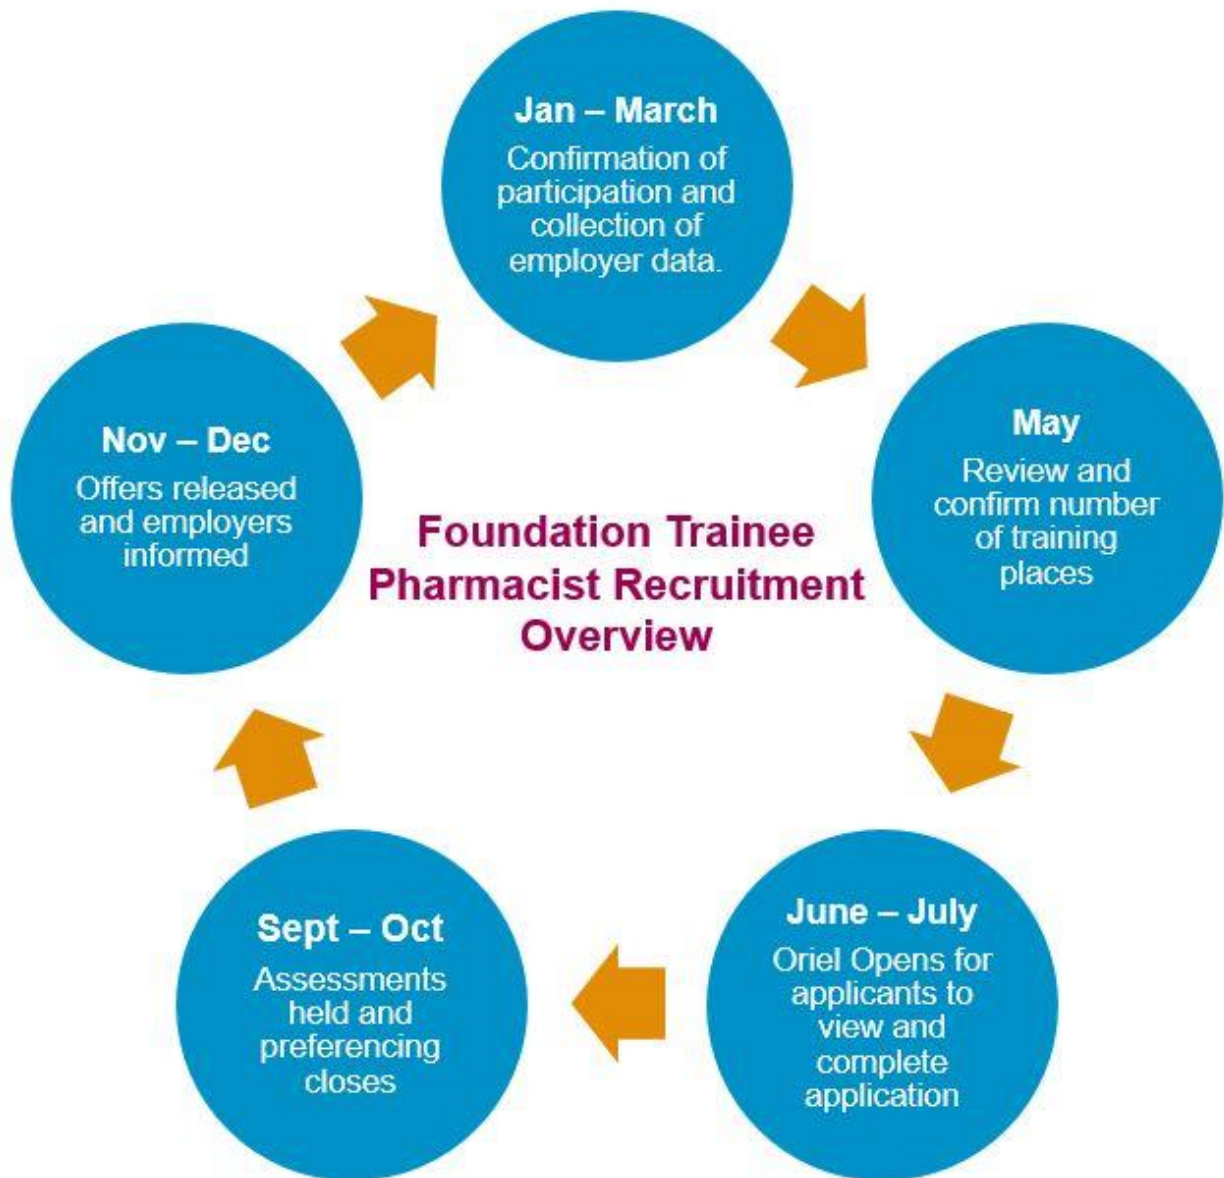 Jan – March
Confirmation of
participation and
collection of
employer data.
May
Review and
confirm number
of training
places
June – July
Oriel Opens for
applicants to
view and
complete
application
Sept – Oct
Assessments
held and
preferencing
closes
Nov – Dec
Offers released
and employers
informed
Foundation Trainee
Pharmacist Recruitment
Overview